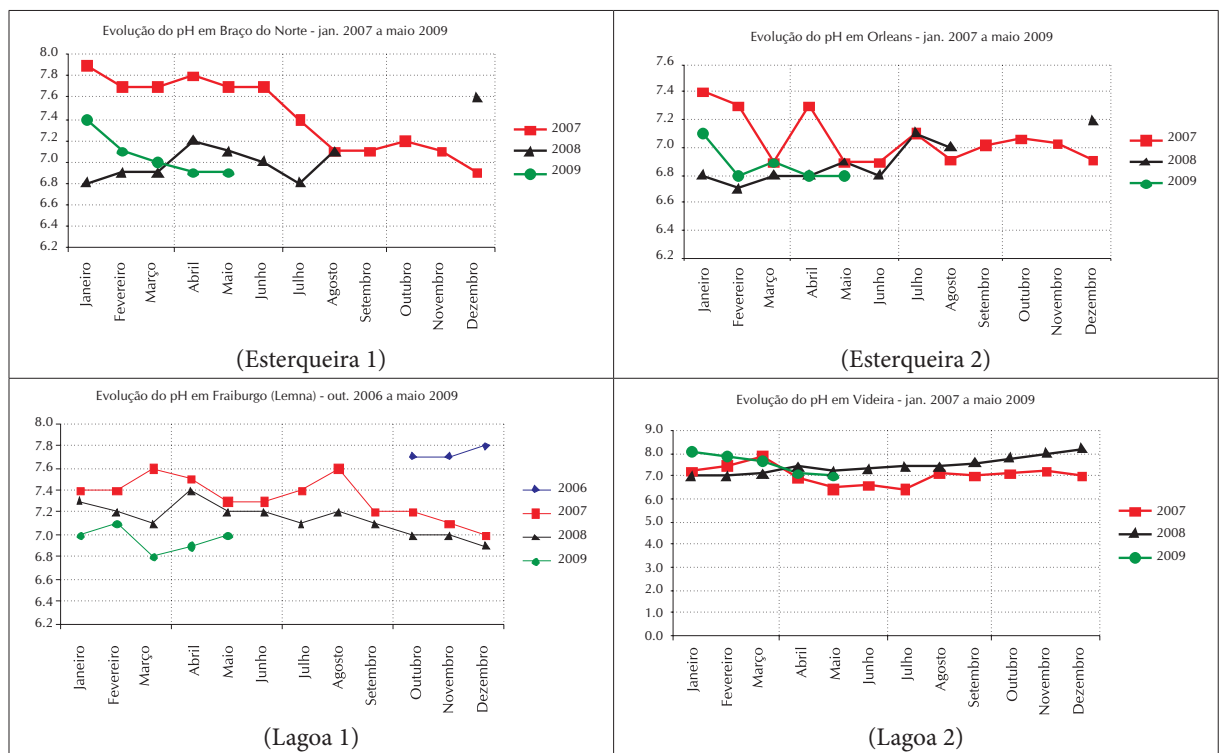 Evolução do pH em Braço do Norte - jan. 2007 a maio 2009
8.0
7.8
7.6
7.4
7.2
7.0
6.8
6.6
6.4
6.2
Janeiro
Fevereiro
Março
Abril
Maio
Junho
Julho
Agosto
Setembro
Outubro
Novembro
Dezembro
2007
2008
2009
(Esterqueira 1)
Evolução do pH em Orleans - jan. 2007 a maio 2009
7.6
7.4
7.2
7.0
6.8
6.6
6.4
6.2
Janeiro
Fevereiro
Março
Abril
Maio
Junho
Julho
Agosto
Setembro
Outubro
Novembro
Dezembro
2007
2008
2009
(Esterqueira 2)
Evolução do pH em Fraiburgo (Lemna) - out. 2006 a maio 2009
8.0
7.8
7.6
7.4
7.2
7.0
6.8
6.6
6.4
6.2
Janeiro
Fevereiro
Março
Abril
Maio
Junho
Julho
Agosto
Setembro
Outubro
Novembro
Dezembro
2006
2007
2008
2009
(Lagoa 1)
Evolução do pH em Videira - jan. 2007 a maio 2009
9.0
8.0
7.0
6.0
5.0
4.0
3.0
2.0
1.0
0.0
Janeiro
Fevereiro
Março
Abril
Maio
Junho
Julho
Agosto
Setembro
Outubro
Novembro
Dezembro
2007
2008
2009
(Lagoa 2)